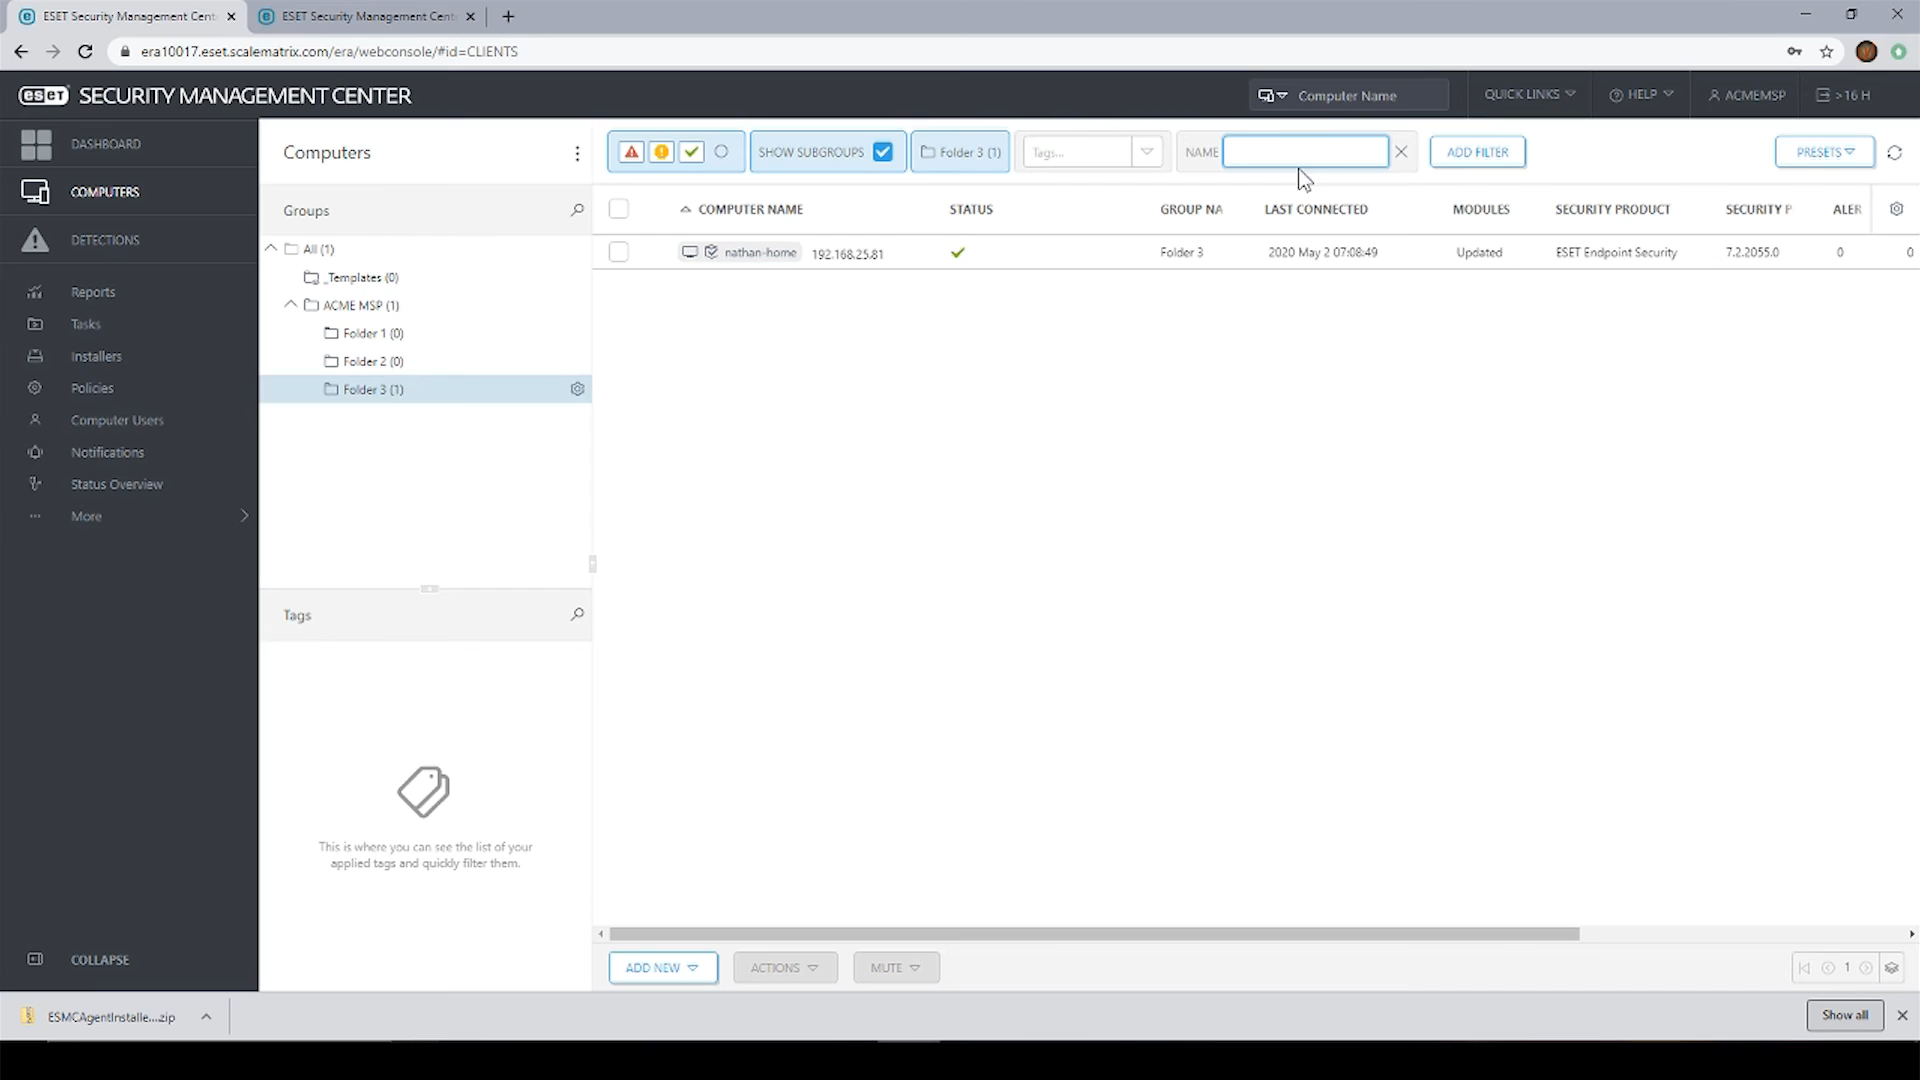 ESET Security Management Cent
ESET Security Management Cent
era10017.eset.scalematrix.com/era/webconsole/#id=CLIENTS
eset SECURITY MANAGEMENT CENTER
Computer Name
QUICK LINKS
HELP
ACMEMSP
>16 H
DASHBOARD
COMPUTERS
DETECTIONS
Reports
Tasks
Installers
Policies
Computer Users
Notifications
Status Overview
More
COLLAPSE
Computers
Groups
All (1)
_Templates (0)
ACME MSP (1)
Folder 1 (0)
Folder 2 (0)
Folder 3 (1)
Tags
This is where you can see the list of your
applied tags and quickly filter them.
SHOW SUBGROUPS
Folder 3 (1)
Tags...
NAME
ADD FILTER
PRESETS
COMPUTER NAME STATUS GROUP NA LAST CONNECTED MODULES SECURITY PRODUCT SECURITY P ALER
nathan-home 192.168.25.81 Folder 3 2020 May 2 07:08:49 Updated ESET Endpoint Security 7.2.2055.0 0 0
ADD NEW
ACTIONS
MUTE
1
ESMCAgentInstalle....zip
Show all